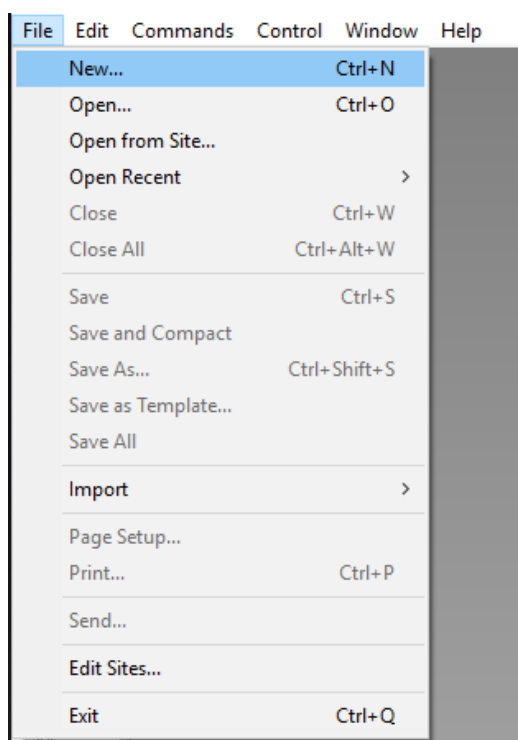 File Edit Commands Control Window Help
New... Ctrl+N
Open... Ctrl+O
Open from Site...
Open Recent >
Close Ctrl+W
Close All Ctrl+Alt+W
Save Ctrl+S
Save and Compact
Save As... Ctrl+Shift+S
Save as Template...
Save All
Import >
Page Setup...
Print... Ctrl+P
Send...
Edit Sites...
Exit Ctrl+Q